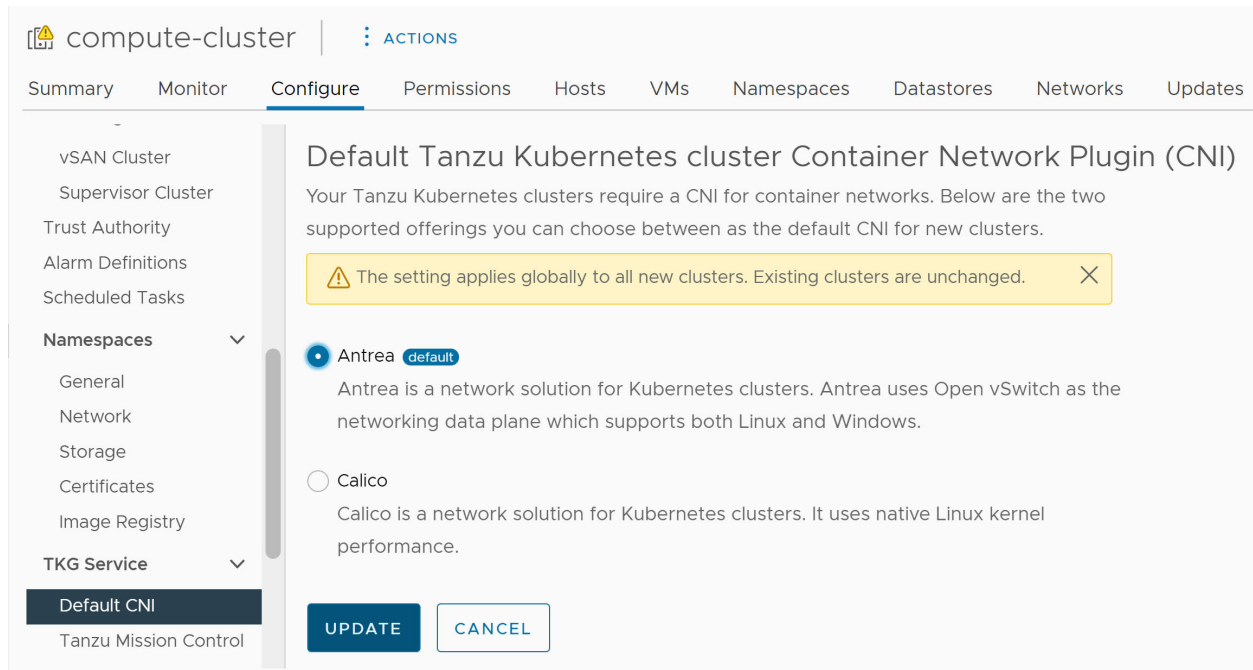 compute-cluster
ACTIONS
Summary Monitor Configure Permissions Hosts VMs Namespaces Datastores Networks Updates
vSAN Cluster
Supervisor Cluster
Trust Authority
Alarm Definitions
Scheduled Tasks
Namespaces
General
Network
Storage
Certificates
Image Registry
TKG Service
Default CNI
Tanzu Mission Control
Default Tanzu Kubernetes cluster Container Network Plugin (CNI)
Your Tanzu Kubernetes clusters require a CNI for container networks. Below are the two
supported offerings you can choose between as the default CNI for new clusters.
The setting applies globally to all new clusters. Existing clusters are unchanged.
Antrea default
Antrea is a network solution for Kubernetes clusters. Antrea uses Open vSwitch as the
networking data plane which supports both Linux and Windows.
Calico
Calico is a network solution for Kubernetes clusters. It uses native Linux kernel
performance.
UPDATE CANCEL